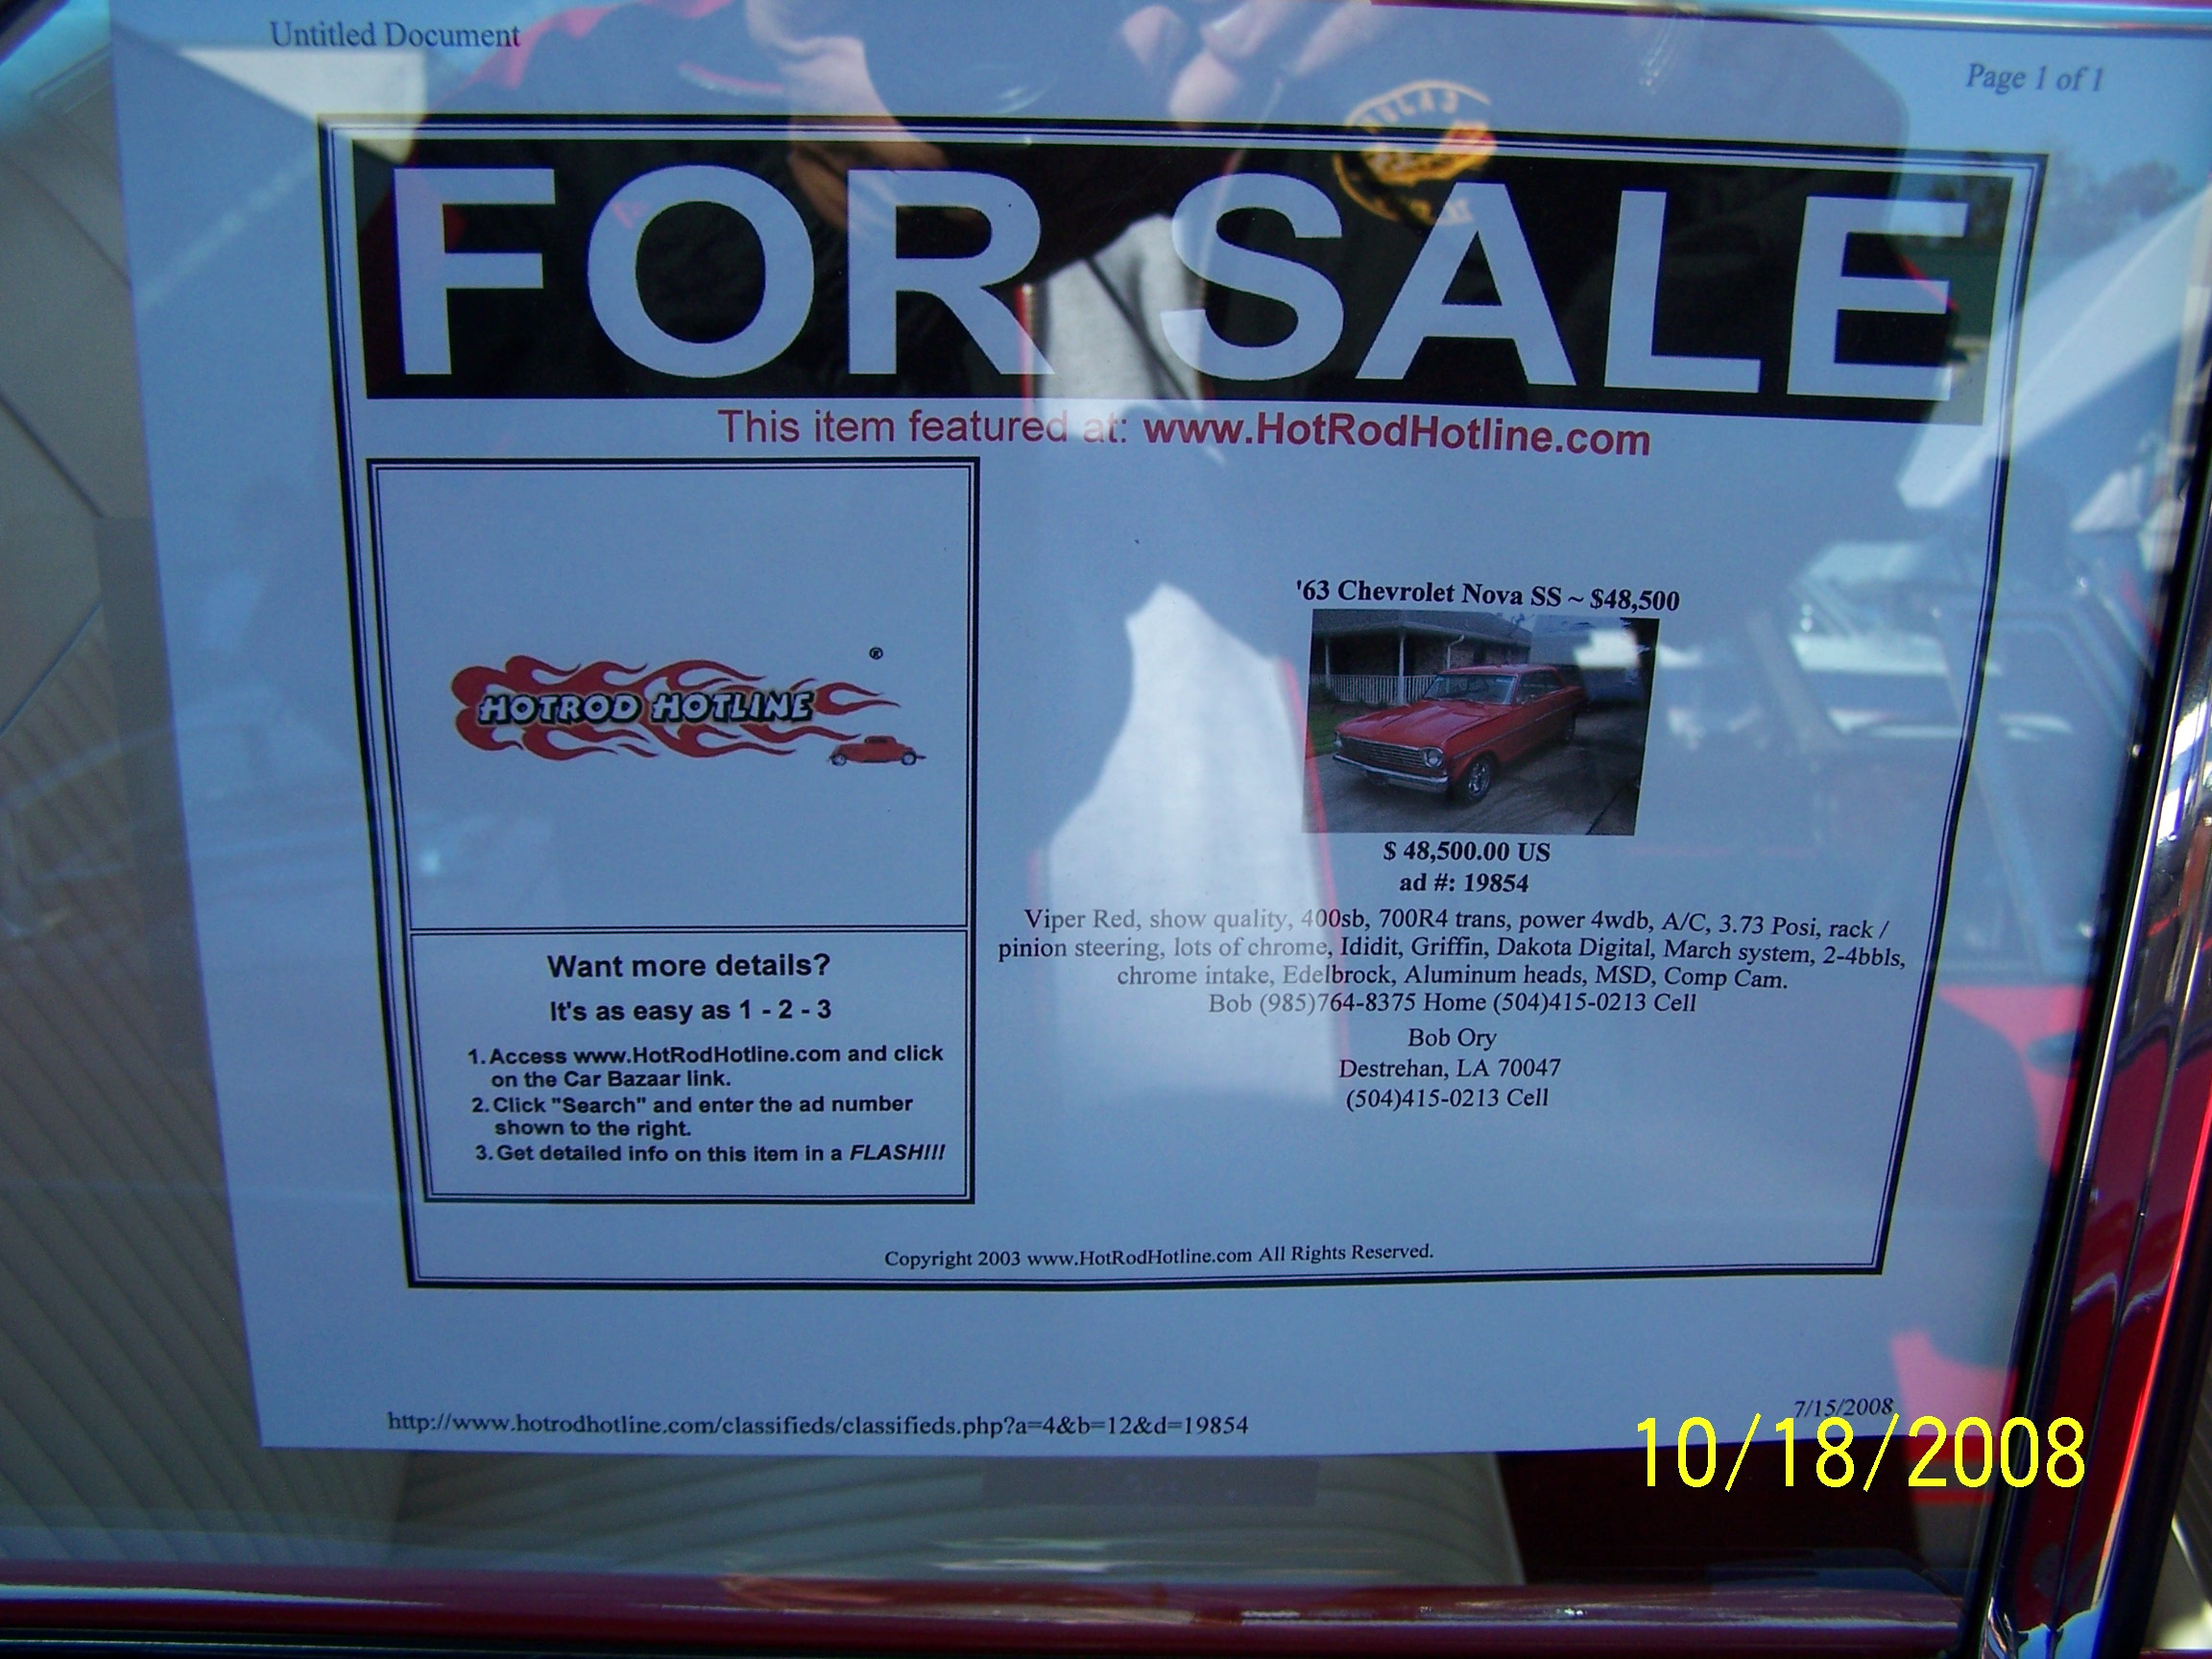 Untitled Document
Page 1 of 1
FOR SALE
This item featured at: www.HotRodHotline.com
HOTROD HOTLINE ®
'63 Chevrolet Nova SS ~ $48,500
$ 48,500.00 US
ad #: 19854
Viper Red, show quality, 400sb, 700R4 trans, power 4wdb, A/C, 3.73 Posi, rack /
pinion steering, lots of chrome, Ididit, Griffin, Dakota Digital, March system, 2-4bbls,
chrome intake, Edelbrock, Aluminum heads, MSD, Comp Cam.
Bob (985)764-8375 Home (504)415-0213 Cell
Bob Ory
Destrehan, LA 70047
(504)415-0213 Cell
Want more details?
It's as easy as 1 - 2 - 3
1. Access www.HotRodHotline.com and click
on the Car Bazaar link.
2. Click "Search" and enter the ad number
shown to the right.
3. Get detailed info on this item in a FLASH!!!
Copyright 2003 www.HotRodHotline.com All Rights Reserved.
http://www.hotrodhotline.com/classifieds/classifieds.php?a=4&b=12&d=19854
7/15/2008
10/18/2008